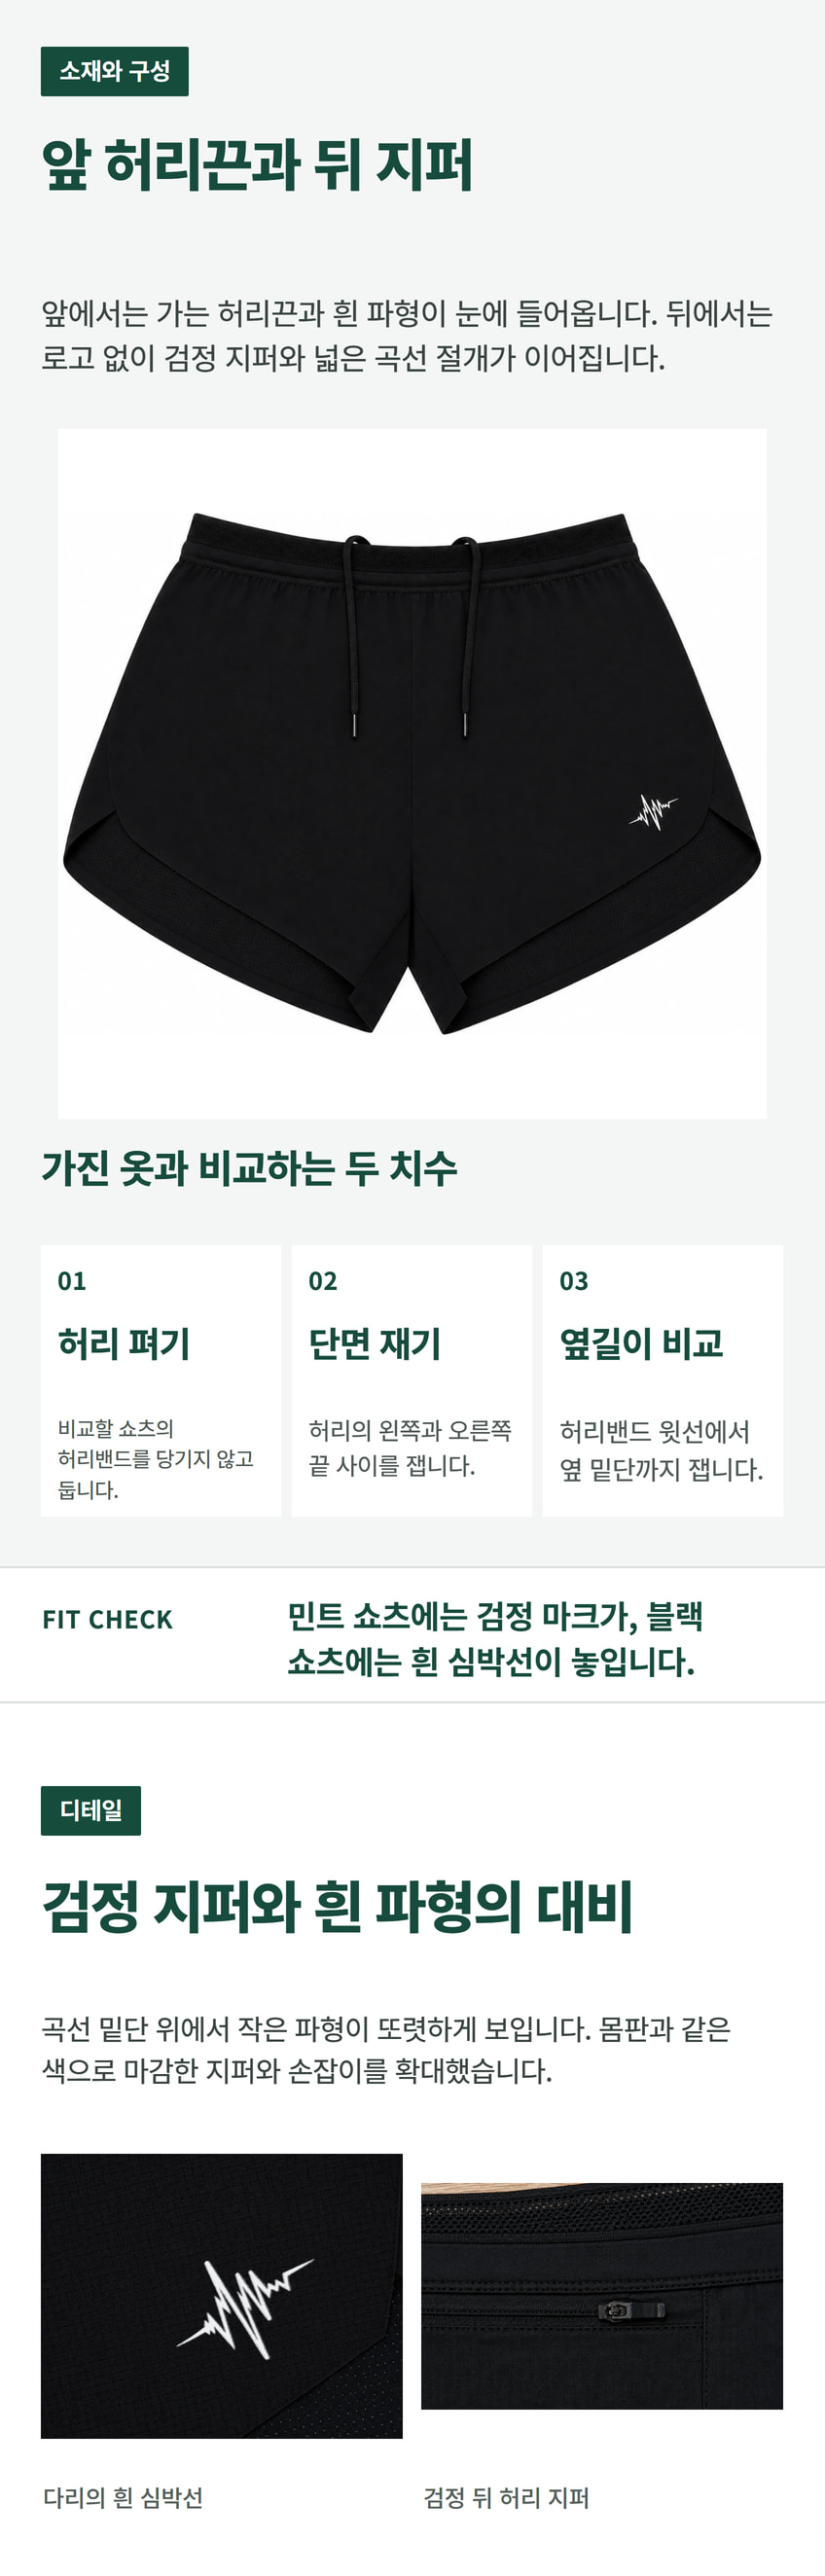 소재와 구성
앞 허리끈과 뒤 지퍼
앞에서는 가는 허리끈과 흰 파형이 눈에 들어옵니다. 뒤에서는
로고 없이 검정 지퍼와 넓은 곡선 절개가 이어집니다.
가진 옷과 비교하는 두 치수
01
허리 펴기
비교할 쇼츠의
허리밴드를 당기지 않고
둡니다.
02
단면 재기
허리의 왼쪽과 오른쪽
끝 사이를 잽니다.
03
옆길이 비교
허리밴드 윗선에서
옆 밑단까지 잽니다.
FIT CHECK
민트 쇼츠에는 검정 마크가, 블랙
쇼츠에는 흰 심박선이 놓입니다.
디테일
검정 지퍼와 흰 파형의 대비
곡선 밑단 위에서 작은 파형이 또렷하게 보입니다. 몸판과 같은
색으로 마감한 지퍼와 손잡이를 확대했습니다.
다리의 흰 심박선
검정 뒤 허리 지퍼